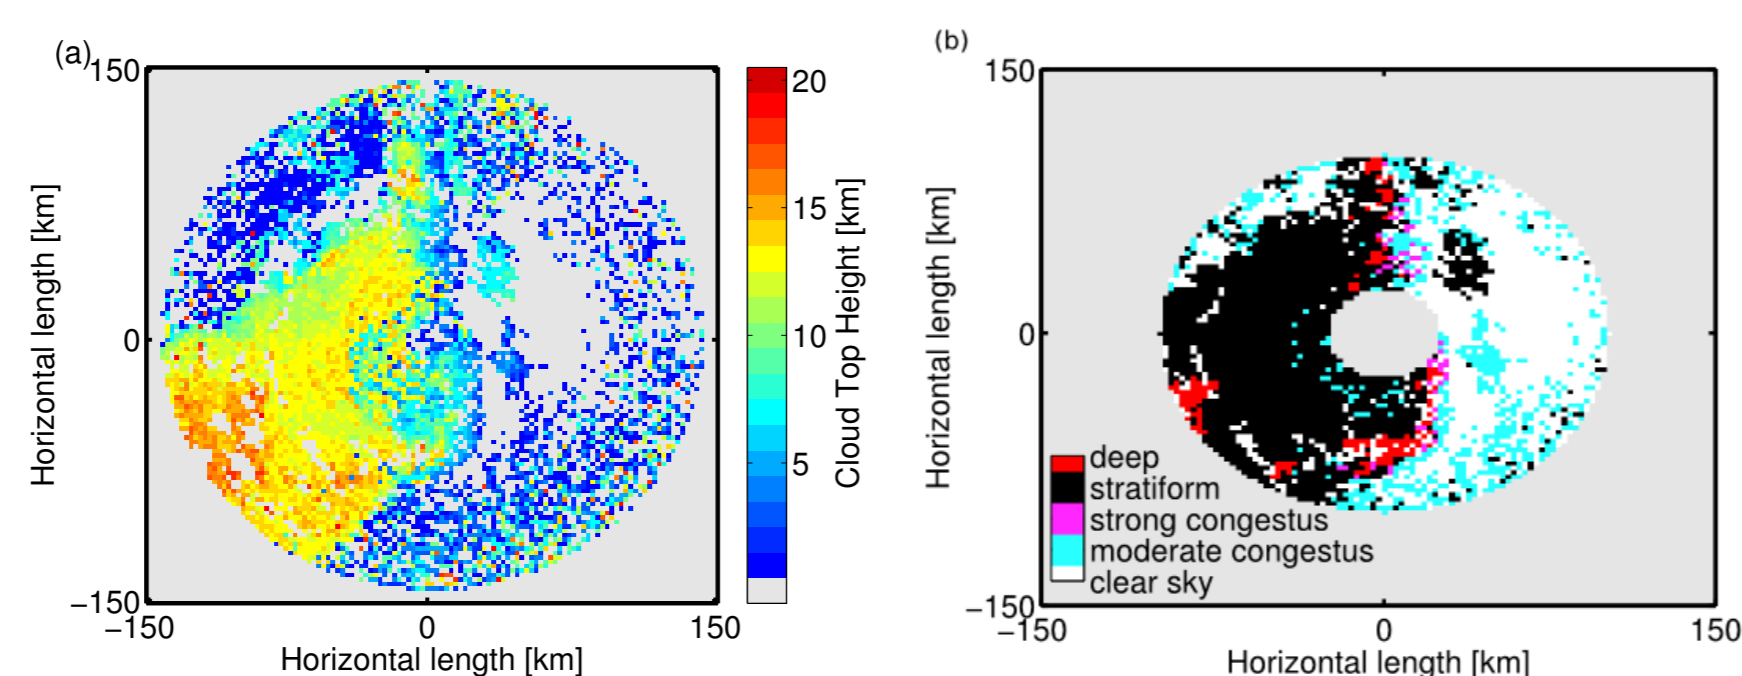 (a)
150
0
−150
−150
0
150
Horizontal length [km]
Horizontal length [km]
20
15
10
5
Cloud Top Height [km]
(b)
150
0
−150
−150
0
150
Horizontal length [km]
Horizontal length [km]
deep
stratiform
strong congestus
moderate congestus
clear sky